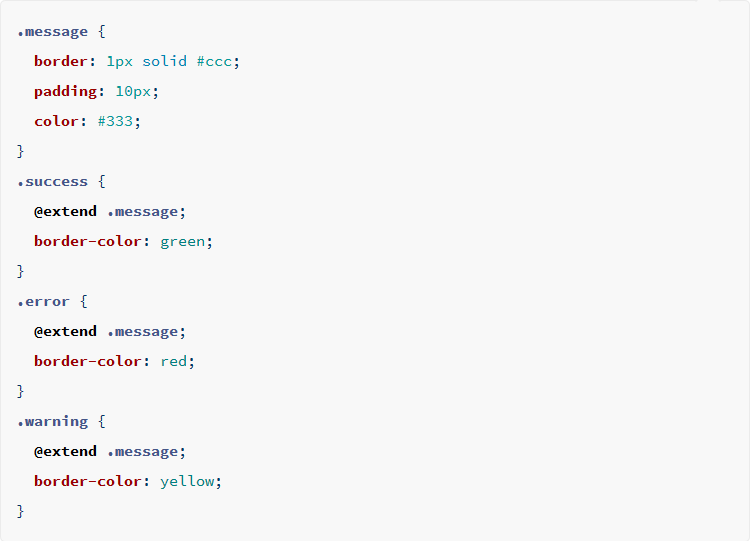 .message {
  border: 1px solid #ccc;
  padding: 10px;
  color: #333;
}
.success {
  @extend .message;
  border-color: green;
}
.error {
  @extend .message;
  border-color: red;
}
.warning {
  @extend .message;
  border-color: yellow;
}